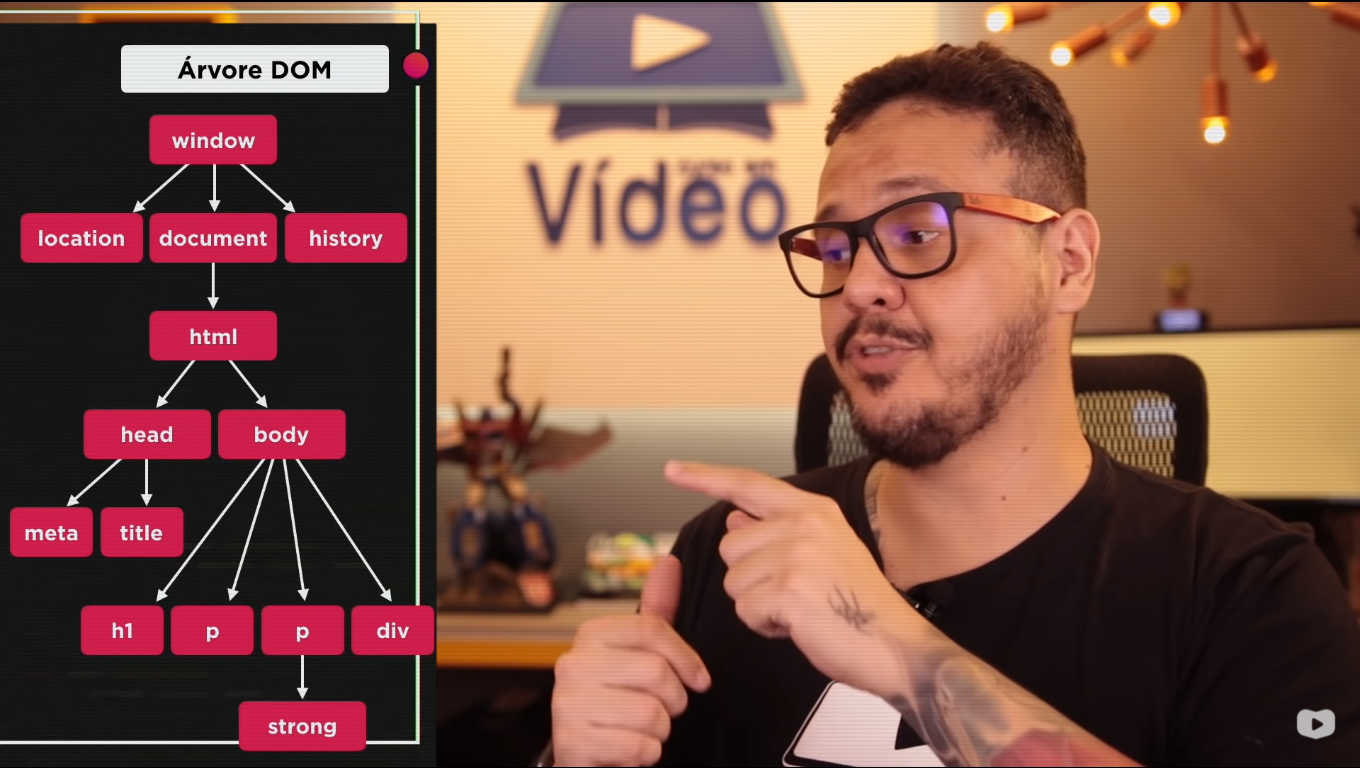 Árvore DOM
window
location document history
html
head body
meta title
h1 p p div
strong
Vídeo